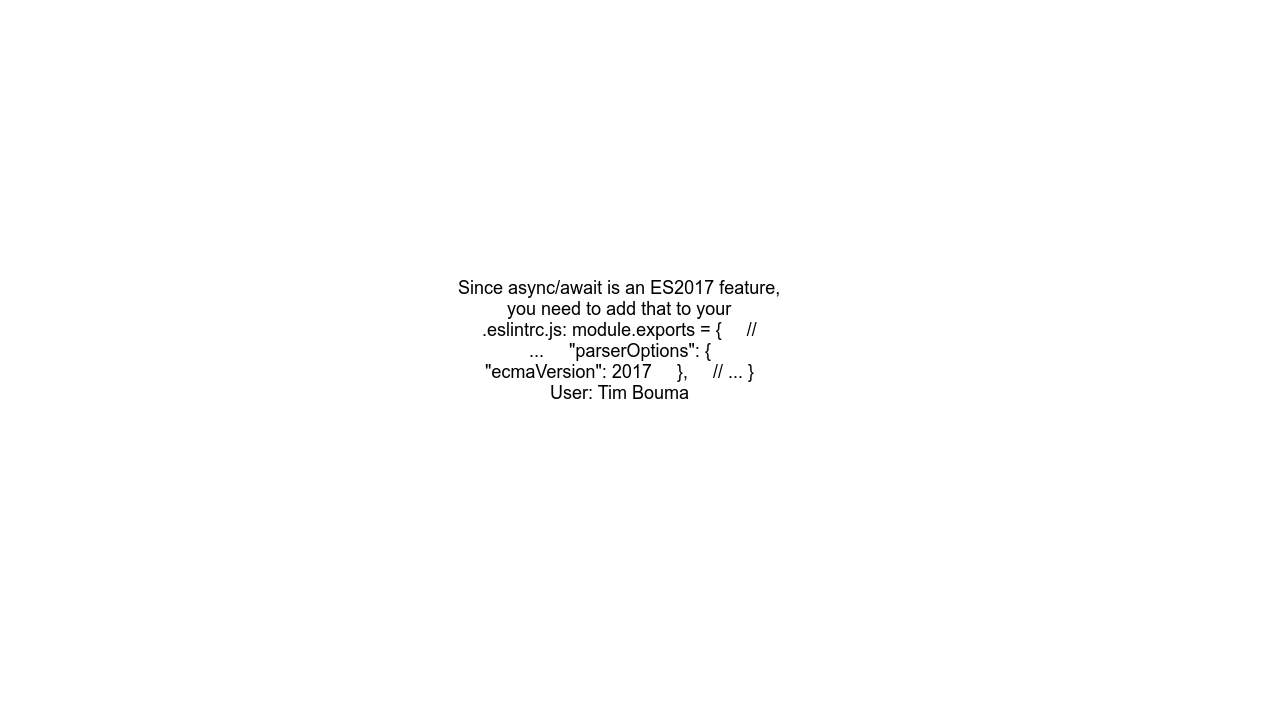 Since async/await is an ES2017 feature,
you need to add that to your
.eslintrc.js: module.exports = {     //
...     "parserOptions": {
"ecmaVersion": 2017     },     // ... }
User: Tim Bouma